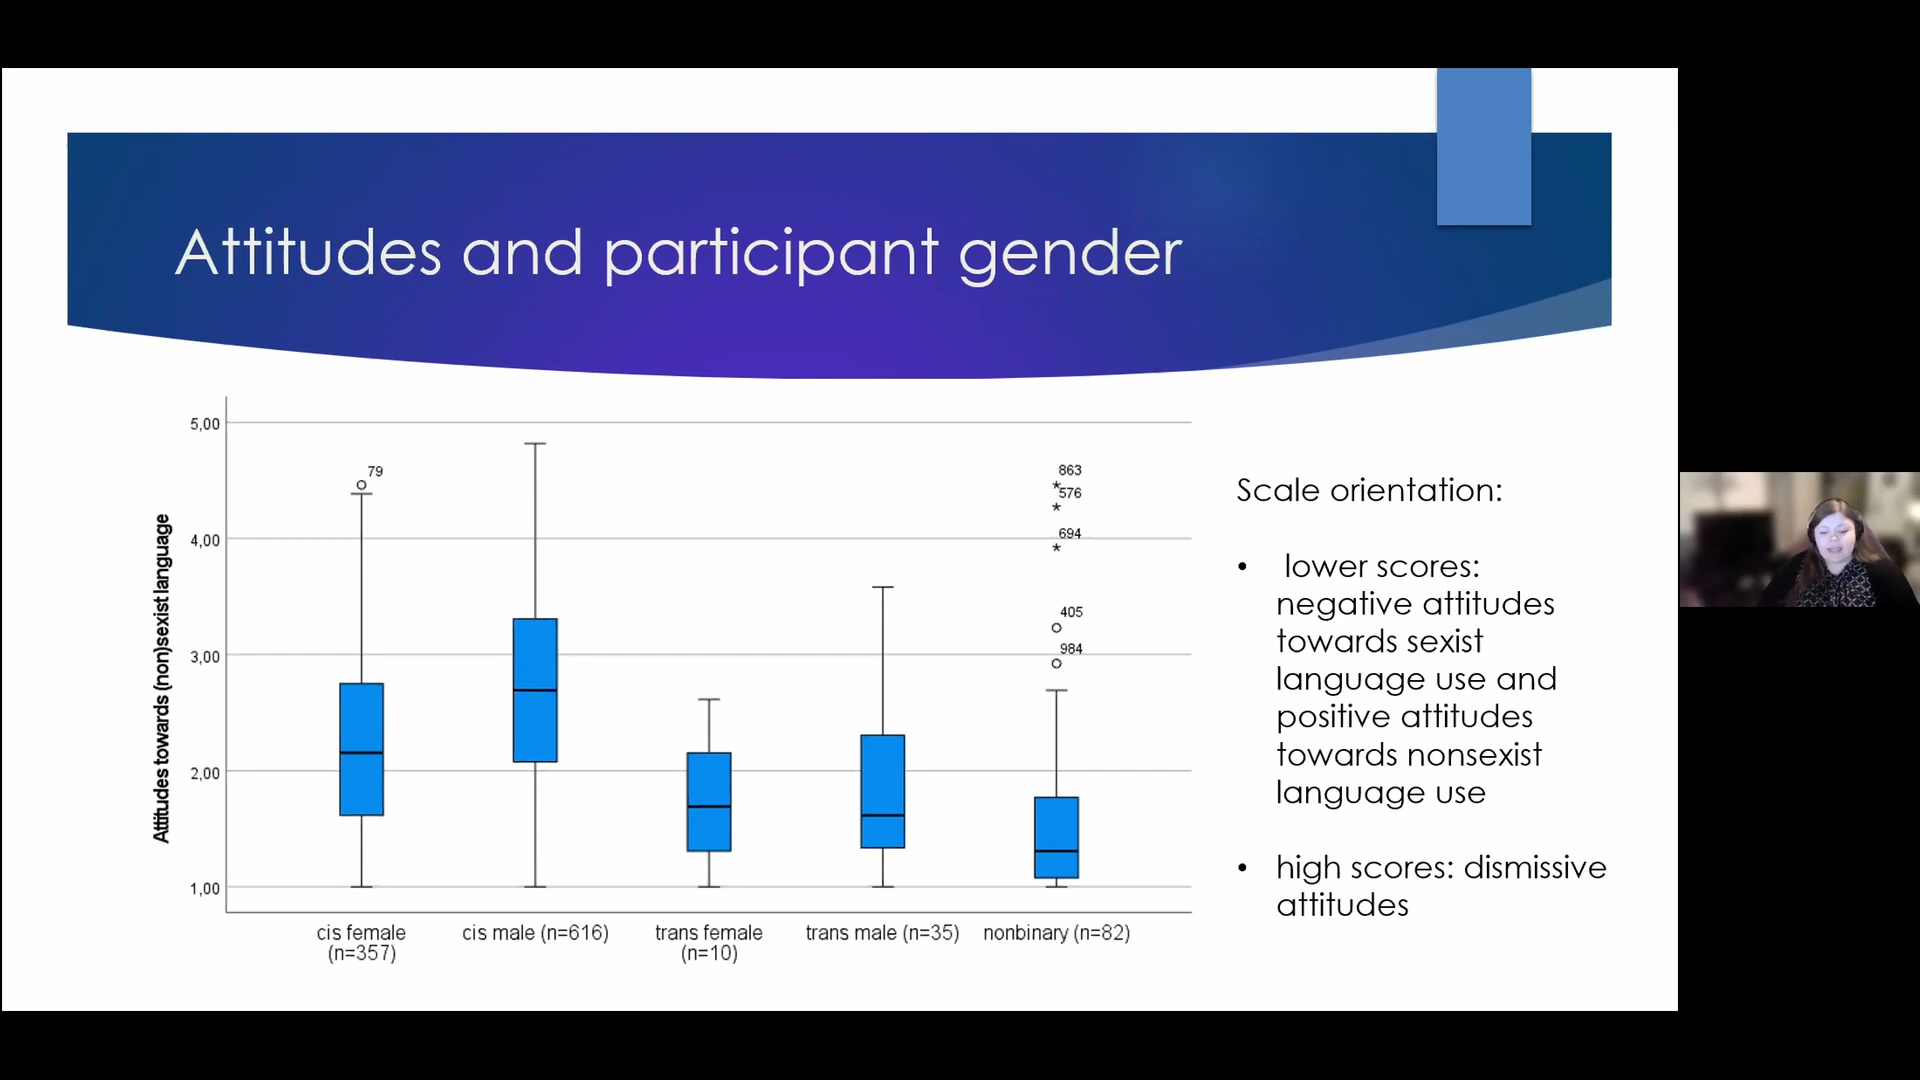 Attitudes and participant gender
Attitudes towards (non)sexist language
5,00
4,00
3,00
2,00
1,00
79
863
576
694
405
984
cis female
(n=357)
cis male (n=616)
trans female
(n=10)
trans male (n=35)
nonbinary (n=82)
Scale orientation:
• lower scores:
negative attitudes
towards sexist
language use and
positive attitudes
towards nonsexist
language use
• high scores: dismissive
attitudes